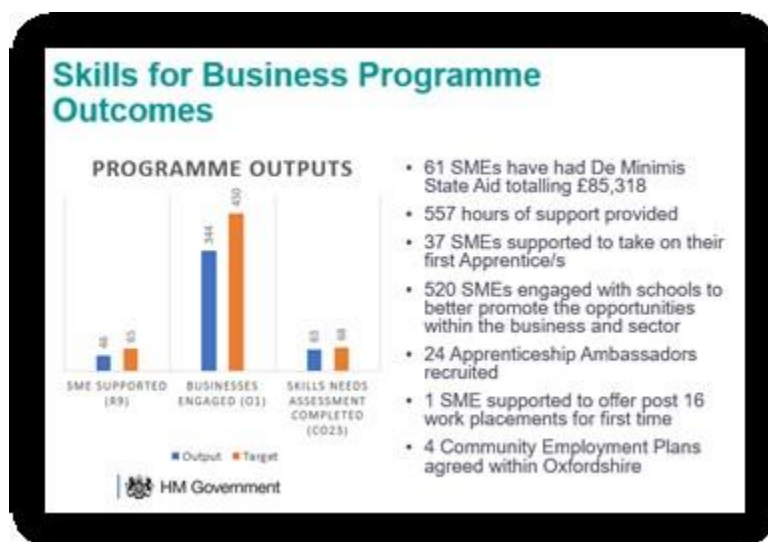 Skills for Business Programme
Outcomes
PROGRAMME OUTPUTS
46
65
344
450
63
68
SME SUPPORTED
(R9)
BUSINESSES
ENGAGED (O1)
SKILLS NEEDS
ASSESSMENT
COMPLETED
(CO23)
Output
Target
HM Government
• 61 SMEs have had De Minimis
State Aid totalling £85,318
• 557 hours of support provided
• 37 SMEs supported to take on their
first Apprentice/s
• 520 SMEs engaged with schools to
better promote the opportunities
within the business and sector
• 24 Apprenticeship Ambassadors
recruited
• 1 SME supported to offer post 16
work placements for first time
• 4 Community Employment Plans
agreed within Oxfordshire